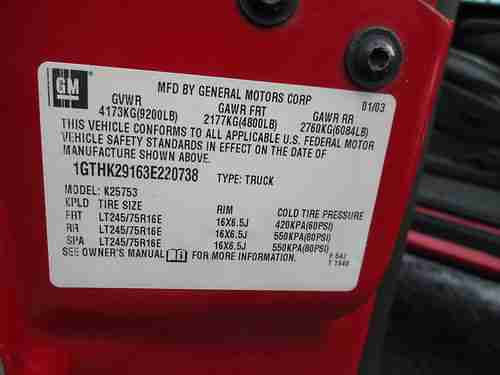 GM
MFD BY GENERAL MOTORS CORP 01/03
GVWR GAWR FRT GAWR RR
4173KG(9200LB) 2177KG(4800LB) 2760KG(6084LB)
THIS VEHICLE CONFORMS TO ALL APPLICABLE U.S. FEDERAL MOTOR
VEHICLE SAFETY STANDARDS IN EFFECT ON THE DATE OF
MANUFACTURE SHOWN ABOVE.
1GTHK29163E220738 TYPE: TRUCK
MODEL: K25753
KPLD TIRE SIZE RIM COLD TIRE PRESSURE
FRT LT245/75R16E 16X6.5J 420KPA(60PSI)
RR LT245/75R16E 16X6.5J 550KPA(80PSI)
SPA LT245/75R16E 16X6.5J 550KPA(80PSI)
SEE OWNER'S MANUAL FOR MORE INFORMATION.